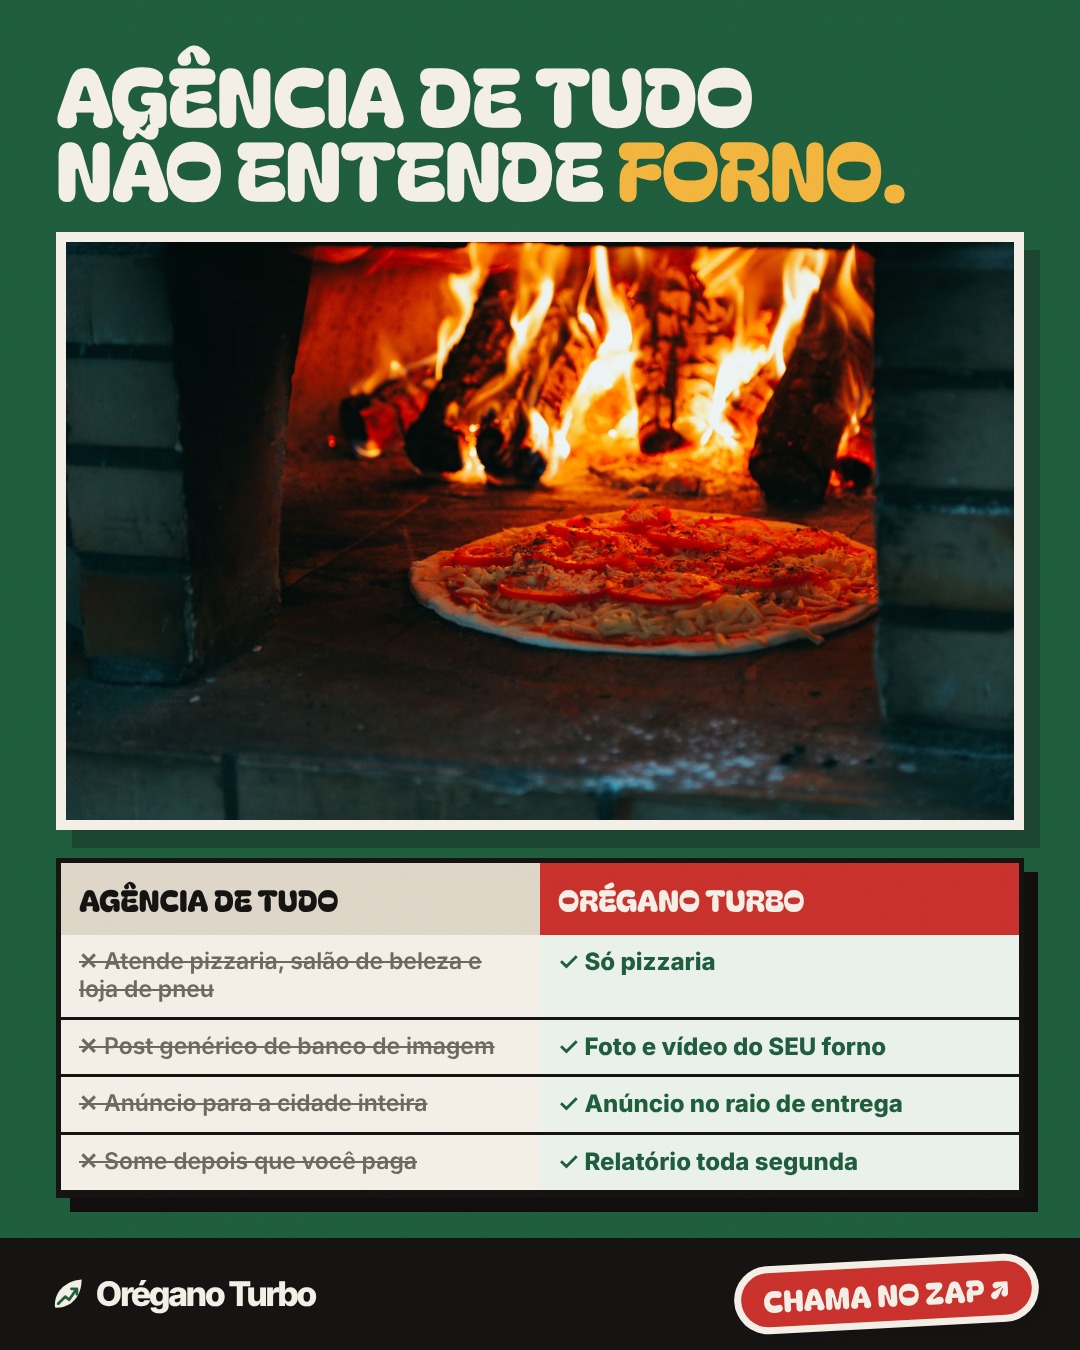 AGÊNCIA DE TUDO
NÃO ENTENDE FORNO.
AGÊNCIA DE TUDO
ORÉGANO TURBO
✕ Atende pizzaria, salão de beleza e
loja de pneu
✓ Só pizzaria
✕ Post genérico de banco de imagem
✓ Foto e vídeo do SEU forno
✕ Anúncio para a cidade inteira
✓ Anúncio no raio de entrega
✕ Some depois que você paga
✓ Relatório toda segunda
Orégano Turbo
CHAMA NO ZAP ↗